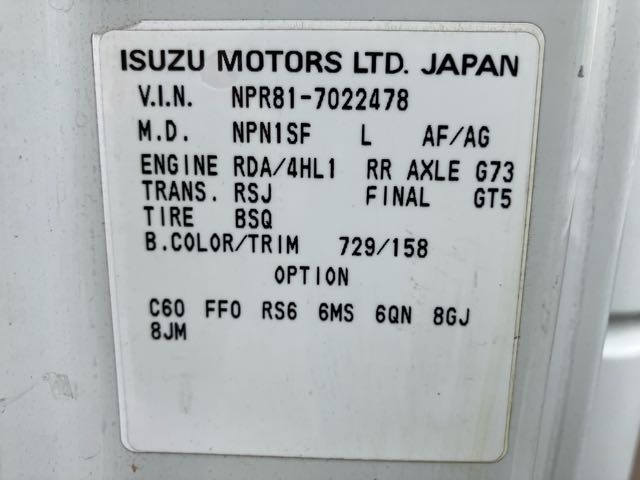 ISUZU MOTORS LTD. JAPAN
V.I.N. NPR81-7022478
M.D. NPN1SF L AF/AG
ENGINE RDA/4HL1 RR AXLE G73
TRANS. RSJ FINAL GT5
TIRE BSQ
B.COLOR/TRIM 729/158
OPTION
C60 FF0 RS6 6MS 6QN 8GJ
8JM